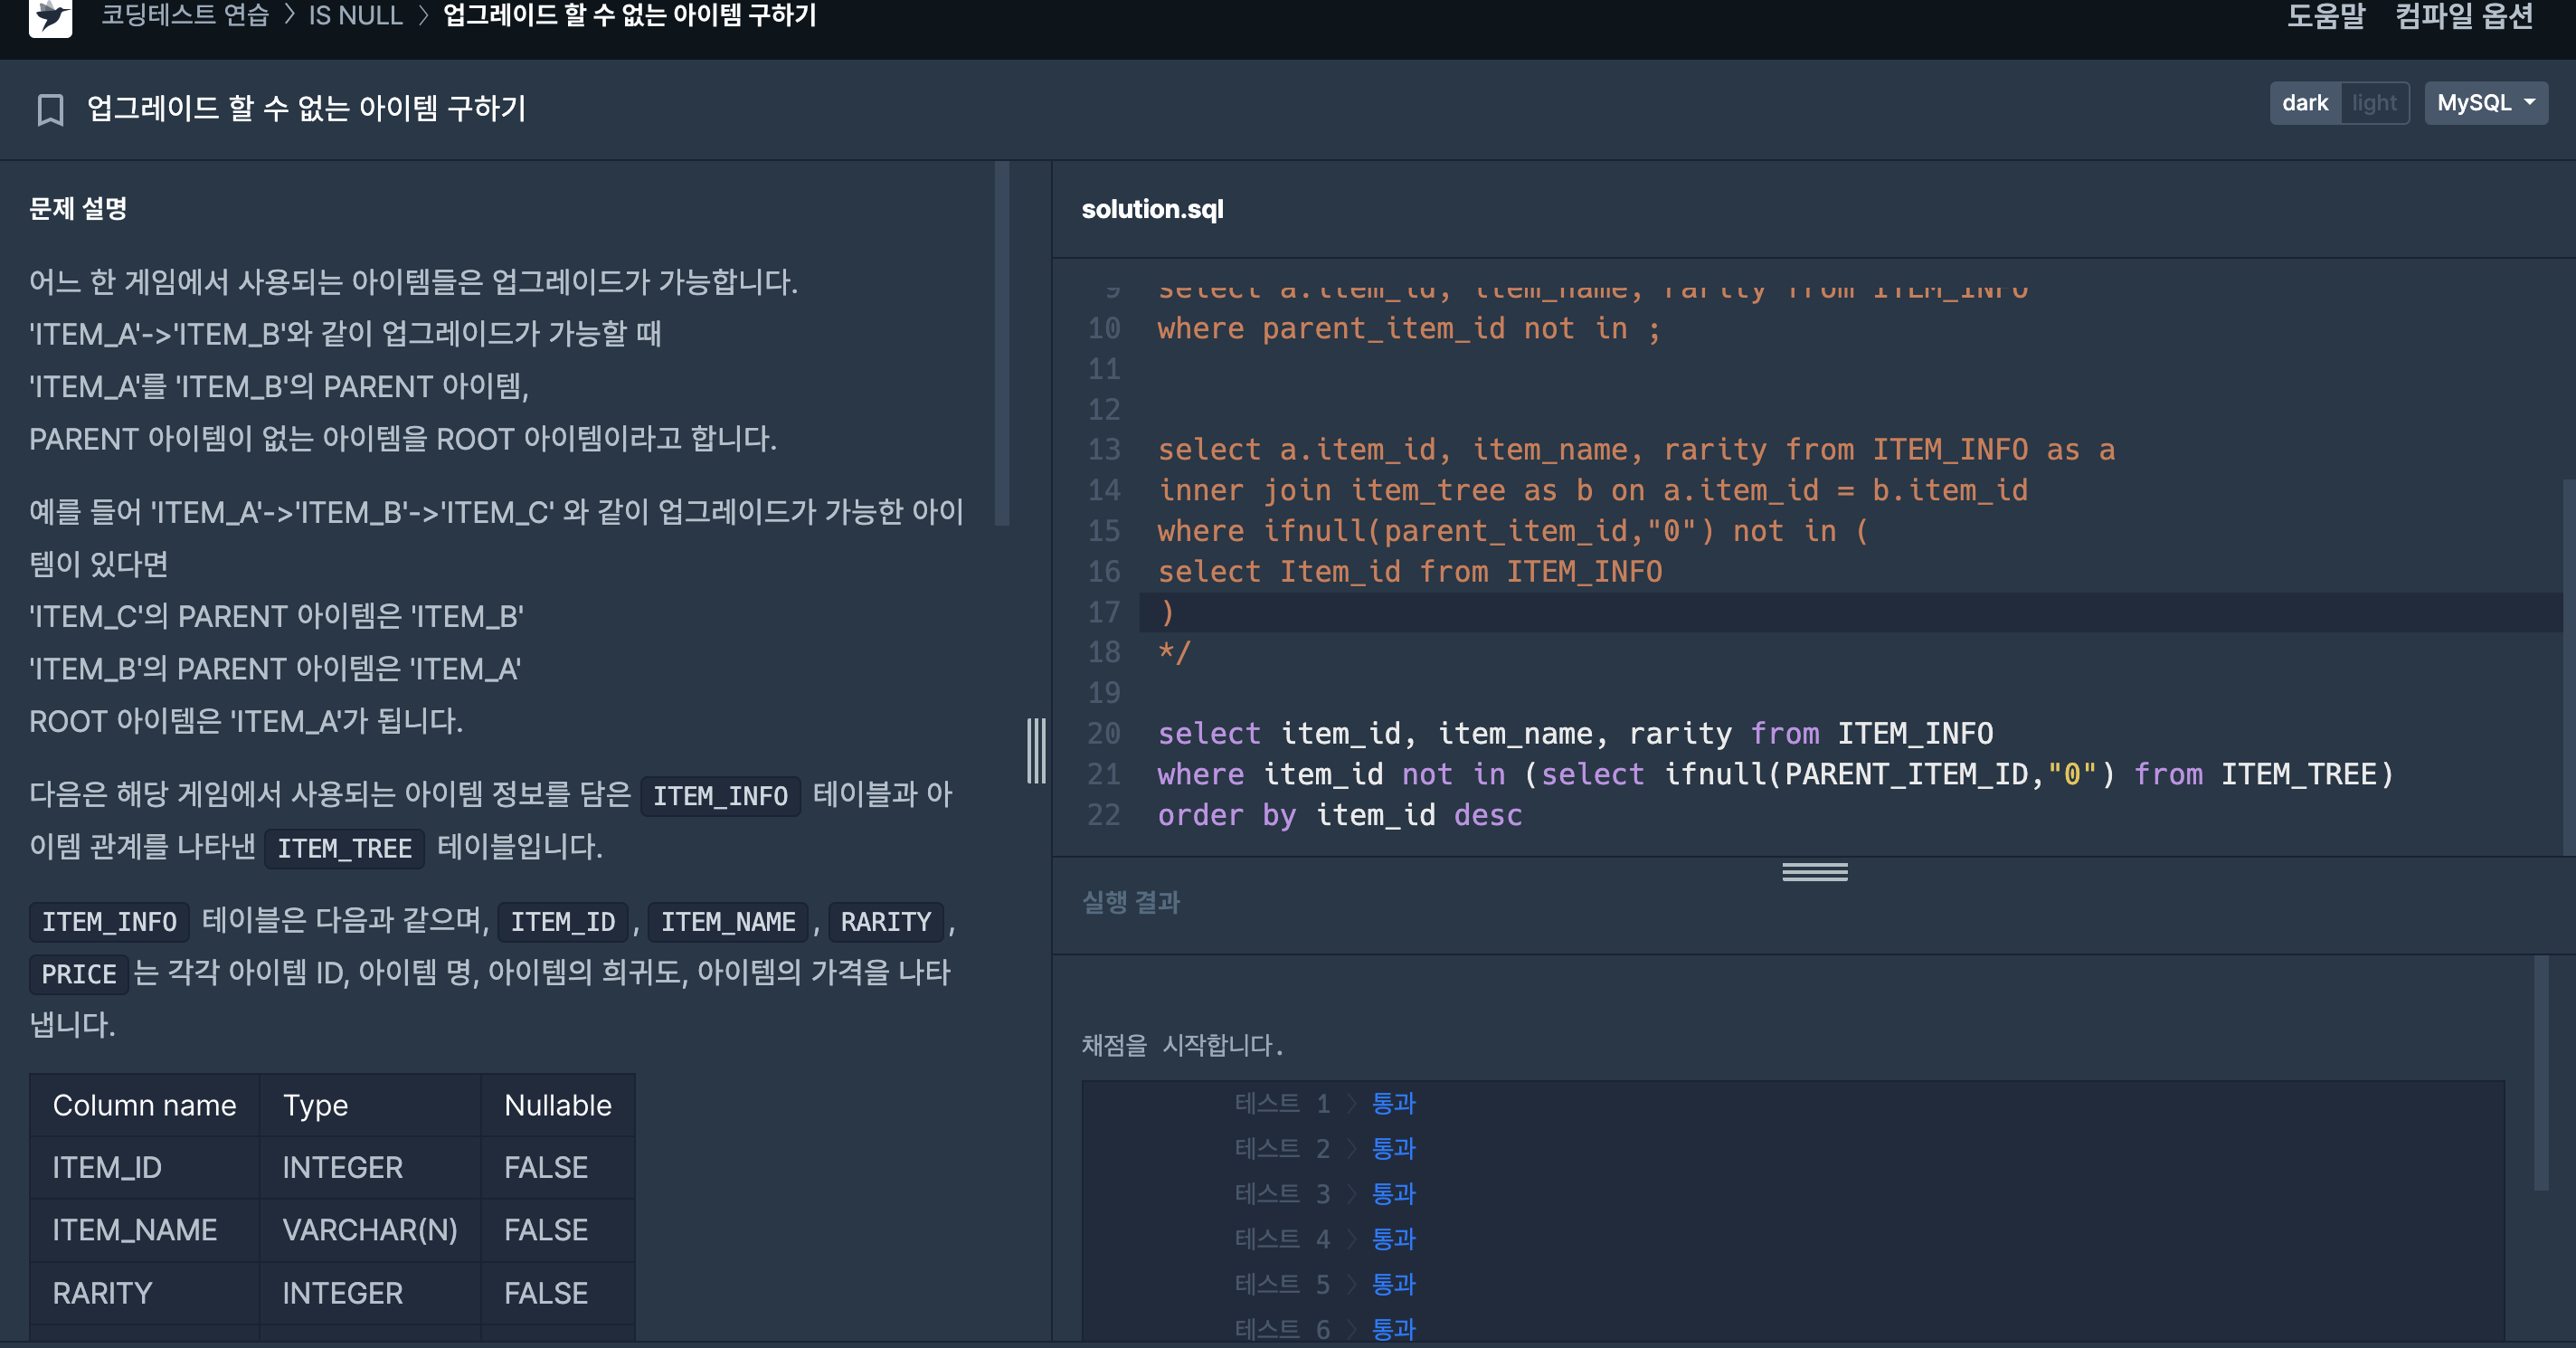 코딩테스트 연습 > IS NULL > 업그레이드 할 수 없는 아이템 구하기
도움말 컴파일 옵션
업그레이드 할 수 없는 아이템 구하기
dark light MySQL
문제 설명
어느 한 게임에서 사용되는 아이템들은 업그레이드가 가능합니다.
'ITEM_A'->'ITEM_B'와 같이 업그레이드가 가능할 때
'ITEM_A'를 'ITEM_B'의 PARENT 아이템,
PARENT 아이템이 없는 아이템을 ROOT 아이템이라고 합니다.
예를 들어 'ITEM_A'->'ITEM_B'->'ITEM_C' 와 같이 업그레이드가 가능한 아이
템이 있다면
'ITEM_C'의 PARENT 아이템은 'ITEM_B'
'ITEM_B'의 PARENT 아이템은 'ITEM_A'
ROOT 아이템은 'ITEM_A'가 됩니다.
다음은 해당 게임에서 사용되는 아이템 정보를 담은 ITEM_INFO 테이블과 아
이템 관계를 나타낸 ITEM_TREE 테이블입니다.
ITEM_INFO 테이블은 다음과 같으며, ITEM_ID, ITEM_NAME, RARITY,
PRICE는 각각 아이템 ID, 아이템 명, 아이템의 희귀도, 아이템의 가격을 나타
냅니다.
Column name Type Nullable
ITEM_ID INTEGER FALSE
ITEM_NAME VARCHAR(N) FALSE
RARITY INTEGER FALSE
solution.sql
9 select a.item_id, item_name, rarity from ITEM_INFO
10 where parent_item_id not in ;
11
12
13 select a.item_id, item_name, rarity from ITEM_INFO as a
14 inner join item_tree as b on a.item_id = b.item_id
15 where ifnull(parent_item_id,"0") not in (
16 select Item_id from ITEM_INFO
17 )
18 */
19
20 select item_id, item_name, rarity from ITEM_INFO
21 where item_id not in (select ifnull(PARENT_ITEM_ID,"0") from ITEM_TREE)
22 order by item_id desc
실행 결과
채점을 시작합니다.
테스트 1 > 통과
테스트 2 > 통과
테스트 3 > 통과
테스트 4 > 통과
테스트 5 > 통과
테스트 6 > 통과